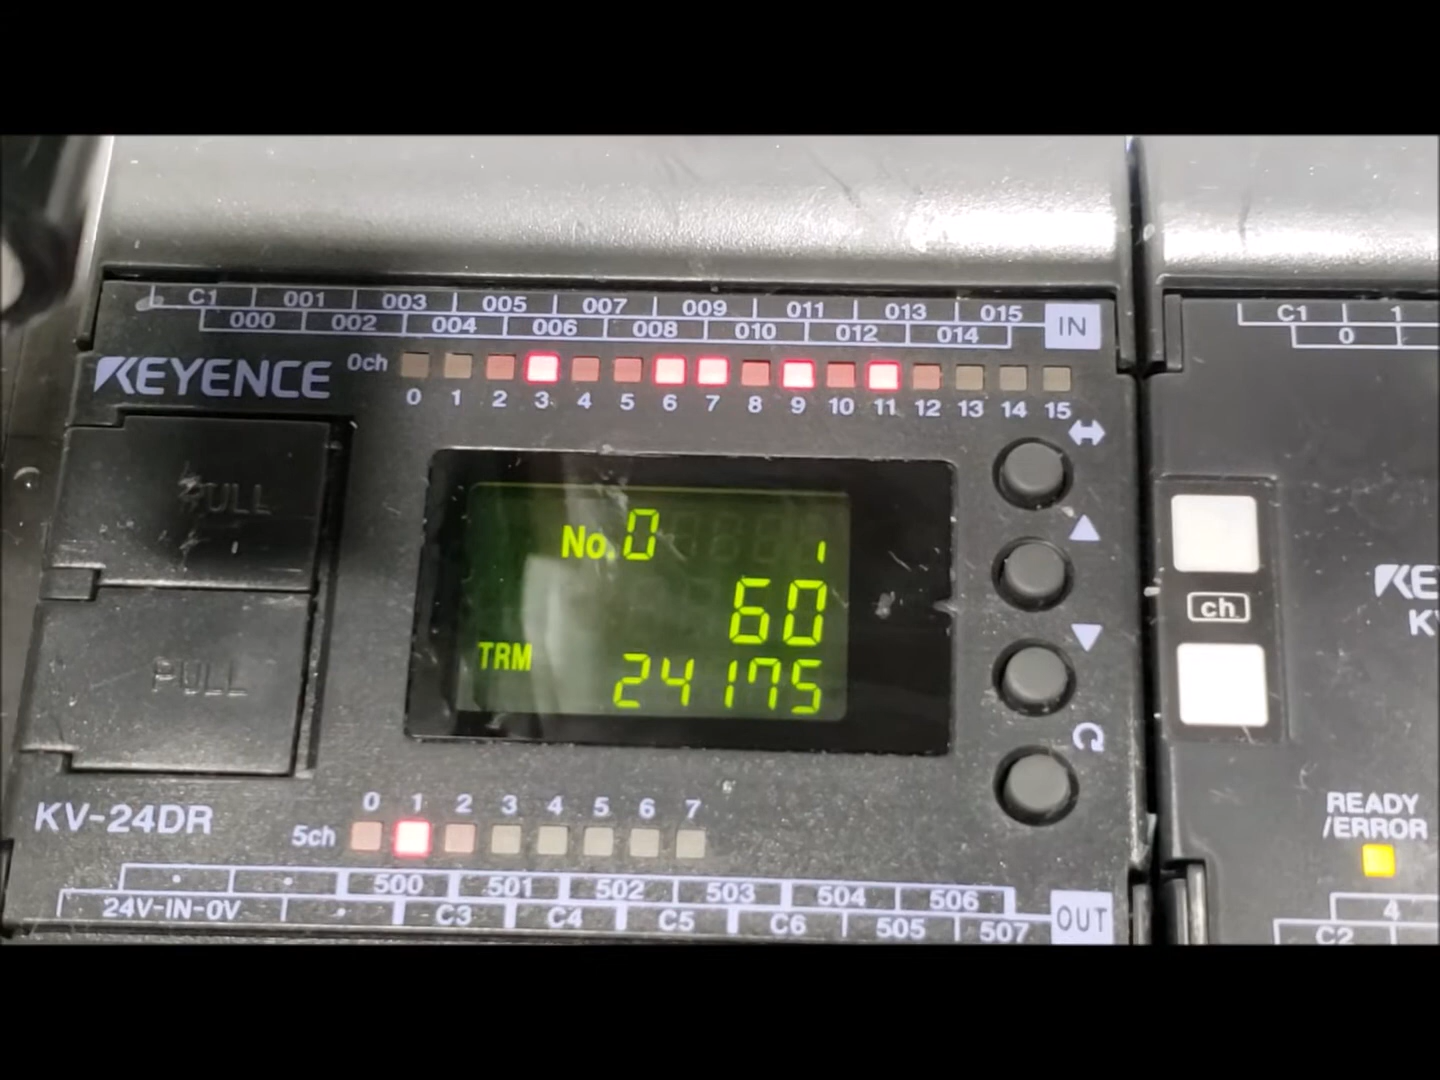 C1 001 003 005 007 009 011 013 015 IN
000 002 004 006 008 010 012 014
KEYENCE 0ch
0 1 2 3 4 5 6 7 8 9 10 11 12 13 14 15
PULL
No.0 1
60
TRM 24175
PULL
KV-24DR
0 1 2 3 4 5 6 7
5ch
500 501 502 503 504 506
24V-IN-0V C3 C4 C5 C6 505 507 OUT
C1 1
0
ch
KE
READY
/ERROR
4
C2